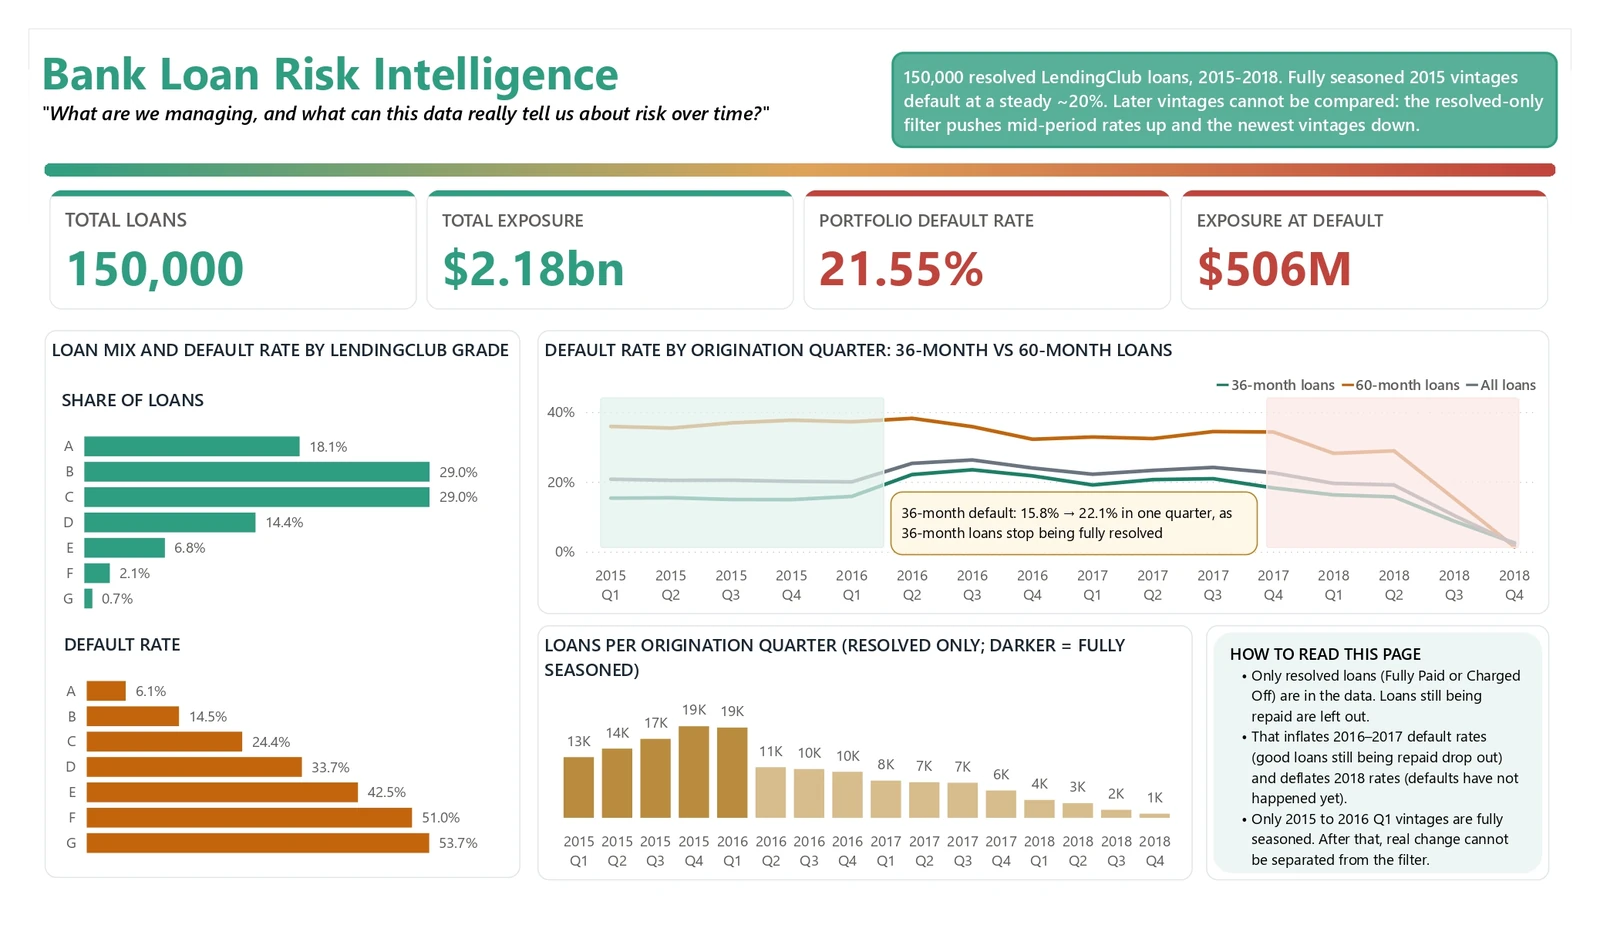 Bank Loan Risk Intelligence
"What are we managing, and what can this data really tell us about risk over time?"
150,000 resolved LendingClub loans, 2015-2018. Fully seasoned 2015 vintages
default at a steady ~20%. Later vintages cannot be compared: the resolved-only
filter pushes mid-period rates up and the newest vintages down.
TOTAL LOANS
150,000
TOTAL EXPOSURE
$2.18bn
PORTFOLIO DEFAULT RATE
21.55%
EXPOSURE AT DEFAULT
$506M
LOAN MIX AND DEFAULT RATE BY LENDINGCLUB GRADE
SHARE OF LOANS
A 18.1%
B 29.0%
C 29.0%
D 14.4%
E 6.8%
F 2.1%
G 0.7%
DEFAULT RATE
A 6.1%
B 14.5%
C 24.4%
D 33.7%
E 42.5%
F 51.0%
G 53.7%
DEFAULT RATE BY ORIGINATION QUARTER: 36-MONTH VS 60-MONTH LOANS
36-month loans 60-month loans All loans
40%
20%
0%
36-month default: 15.8% → 22.1% in one quarter, as
36-month loans stop being fully resolved
2015 2015 2015 2015 2016 2016 2016 2016 2017 2017 2017 2017 2018 2018 2018 2018
Q1 Q2 Q3 Q4 Q1 Q2 Q3 Q4 Q1 Q2 Q3 Q4 Q1 Q2 Q3 Q4
LOANS PER ORIGINATION QUARTER (RESOLVED ONLY; DARKER = FULLY
SEASONED)
13K 14K 17K 19K 19K 11K 10K 10K 8K 7K 7K 6K 4K 3K 2K 1K
2015 2015 2015 2015 2016 2016 2016 2016 2017 2017 2017 2017 2018 2018 2018 2018
Q1 Q2 Q3 Q4 Q1 Q2 Q3 Q4 Q1 Q2 Q3 Q4 Q1 Q2 Q3 Q4
HOW TO READ THIS PAGE
• Only resolved loans (Fully Paid or Charged
Off) are in the data. Loans still being
repaid are left out.
• That inflates 2016–2017 default rates
(good loans still being repaid drop out)
and deflates 2018 rates (defaults have not
happened yet).
• Only 2015 to 2016 Q1 vintages are fully
seasoned. After that, real change cannot
be separated from the filter.